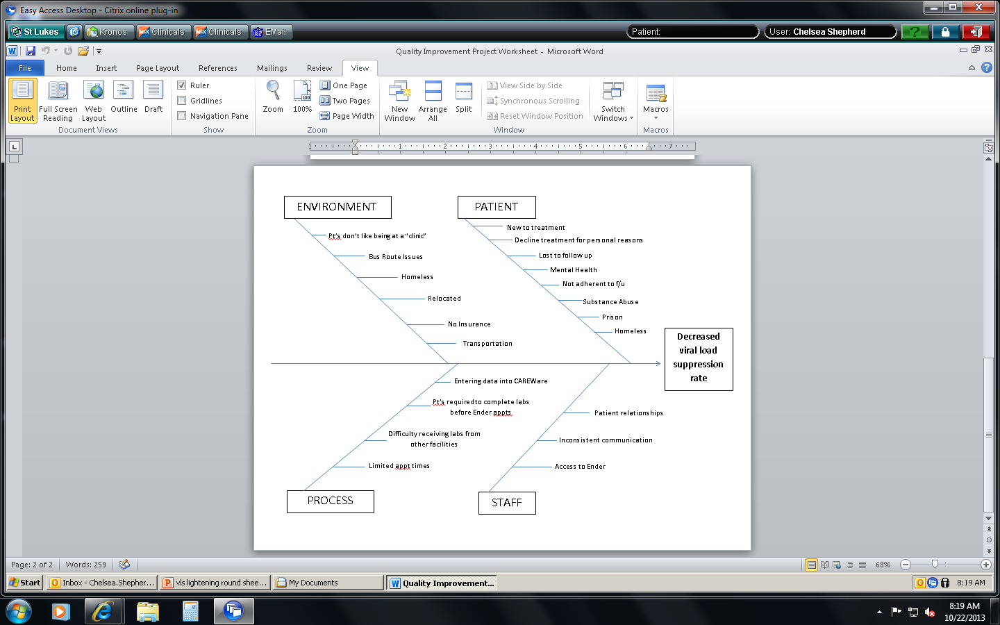 Easy Access Desktop - Citrix online plug-in
St Lukes
Kronos
Clinicals
Clinicals
EMail
Patient:
User: Chelsea Shepherd
Quality Improvement Project Worksheet - Microsoft Word
File
Home
Insert
Page Layout
References
Mailings
Review
View
Print Layout
Full Screen Reading
Web Layout
Outline
Draft
Document Views
Ruler
Gridlines
Navigation Pane
Show
Zoom
100%
One Page
Two Pages
Page Width
Zoom
New Window
Arrange All
Split
View Side by Side
Synchronous Scrolling
Reset Window Position
Window
Switch Windows
Macros
Macros
1 1 2 3 4 5 6 7
ENVIRONMENT
Pt's don't like being at a "clinic"
Bus Route Issues
Homeless
Relocated
No Insurance
Transportation
PATIENT
New to treatment
Decline treatment for personal reasons
Lost to follow up
Mental Health
Not adherent to f/u
Substance Abuse
Prison
Homeless
Decreased
viral load
suppression
rate
Entering data into CAREWare
Pt's required to complete labs
before Ender appts
Difficulty receiving labs from
other facilities
Limited appt times
PROCESS
Patient relationships
Inconsistent communication
Access to Ender
STAFF
Page: 2 of 2
Words: 259
68%
Start
Inbox - Chelsea.Shepher...
vls lightening round shee...
My Documents
Quality Improvement...
8:19 AM
8:19 AM
10/22/2013